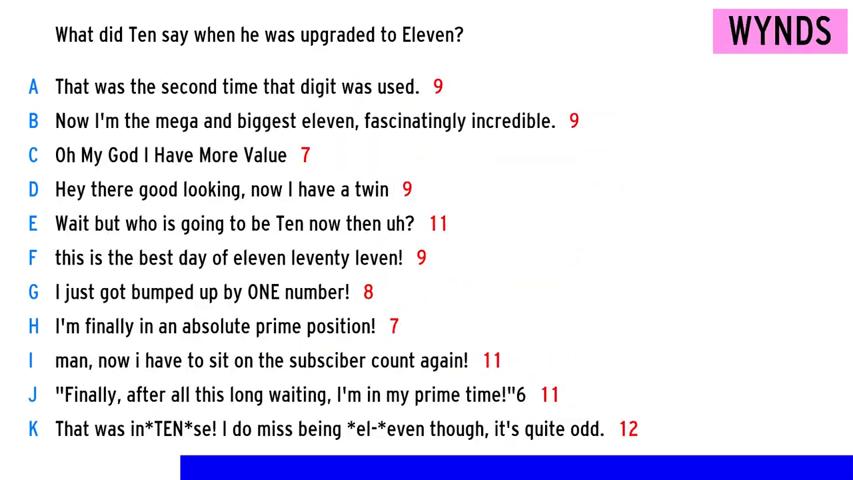 What did Ten say when he was upgraded to Eleven?
WYNDS
A That was the second time that digit was used. 9
B Now I'm the mega and biggest eleven, fascinatingly incredible. 9
C Oh My God I Have More Value 7
D Hey there good looking, now I have a twin 9
E Wait but who is going to be Ten now then uh? 11
F this is the best day of eleven leventy leven! 9
G I just got bumped up by ONE number! 8
H I'm finally in an absolute prime position! 7
I man, now i have to sit on the subsciber count again! 11
J "Finally, after all this long waiting, I'm in my prime time!"6 11
K That was in*TEN*se! I do miss being *el-*even though, it's quite odd. 12